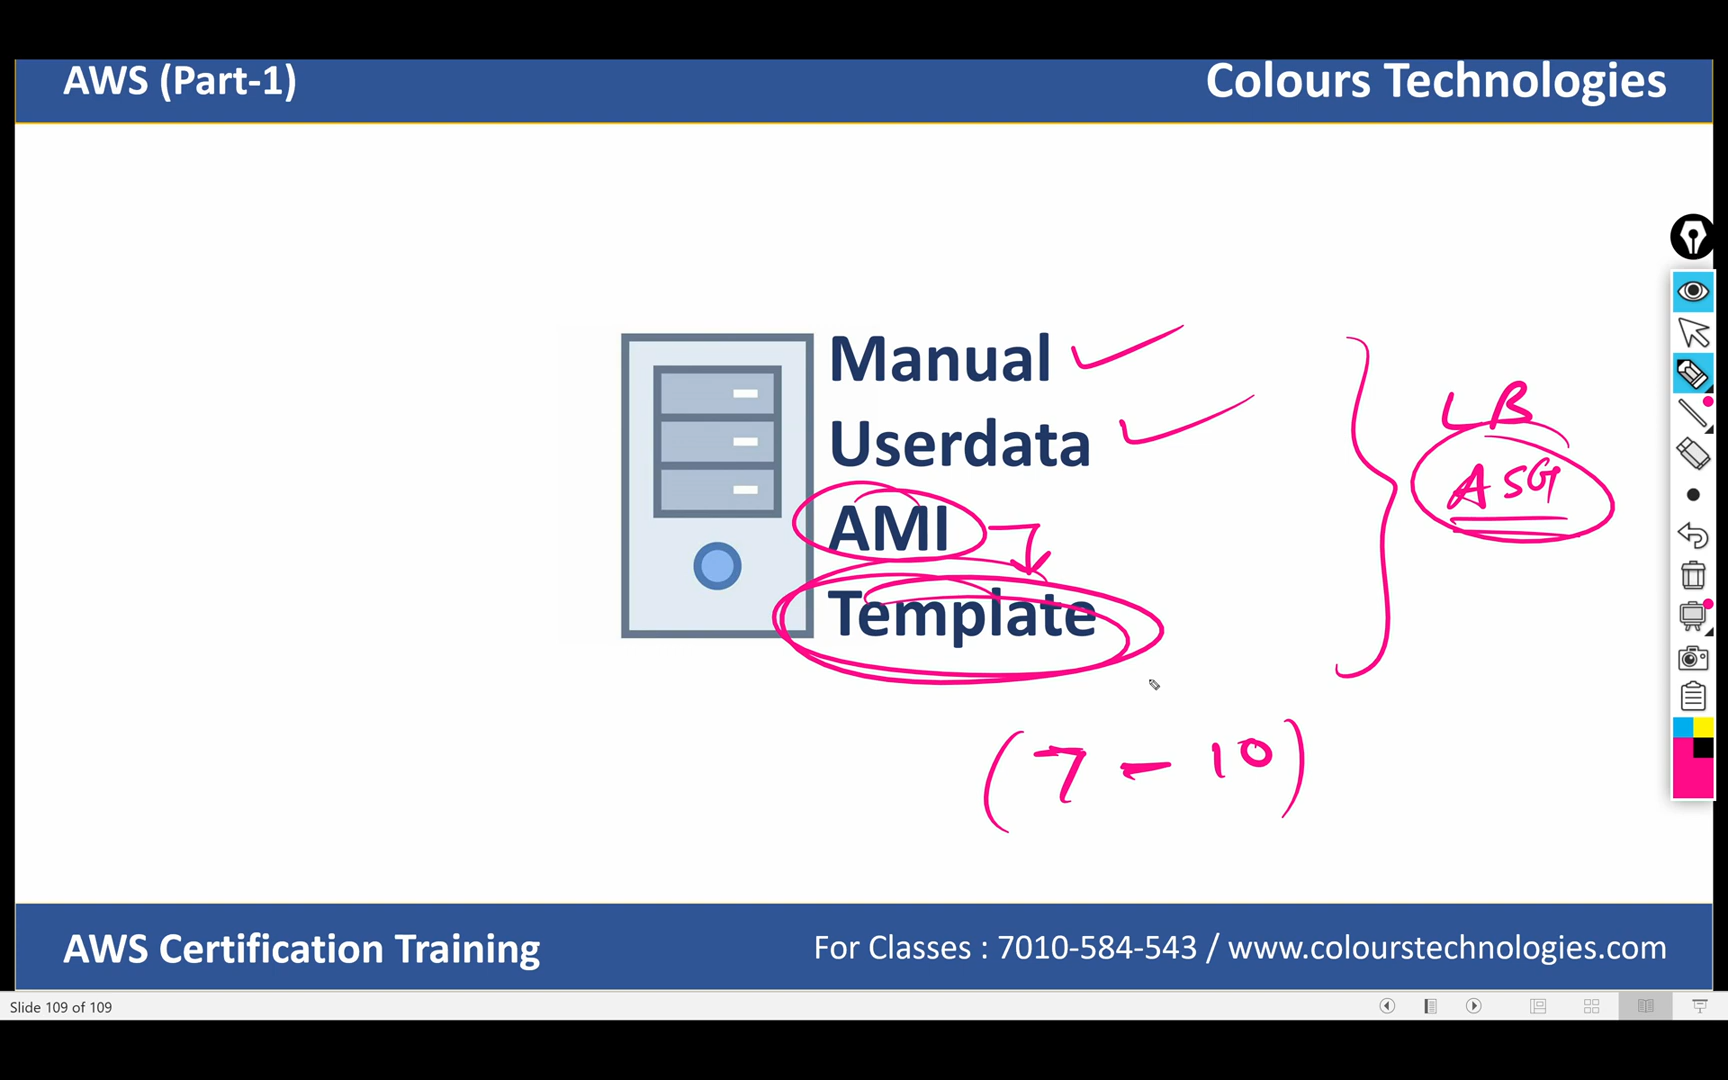 AWS (Part-1)
Colours Technologies
Manual
Userdata
AMI
Template
LB
ASG
(7 - 10)
AWS Certification Training
For Classes : 7010-584-543 / www.colourstechnologies.com
Slide 109 of 109